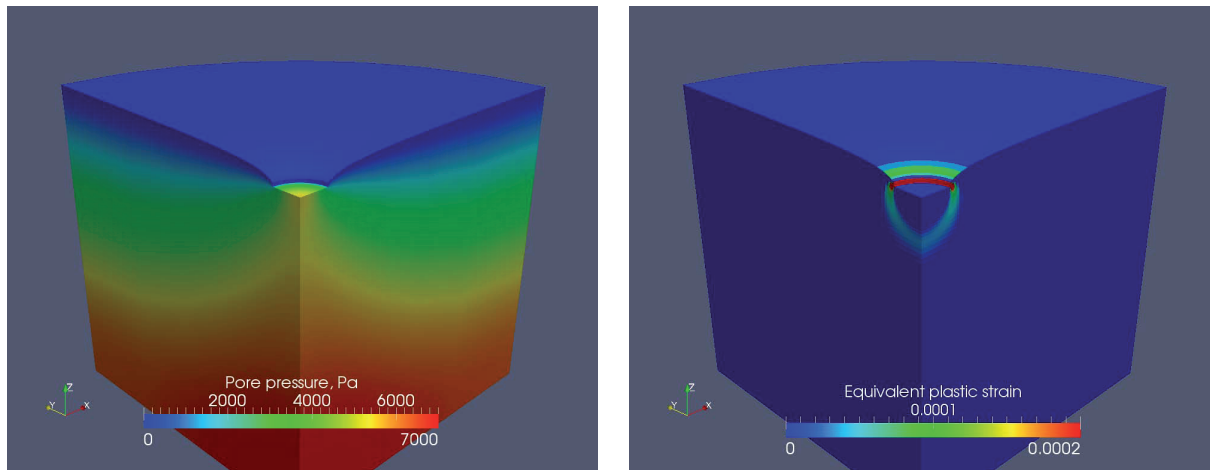 Pore pressure, Pa
2000 4000 6000
0 7000
Z
Y X
Equivalent plastic strain
0.0001
0 0.0002
Z
Y X